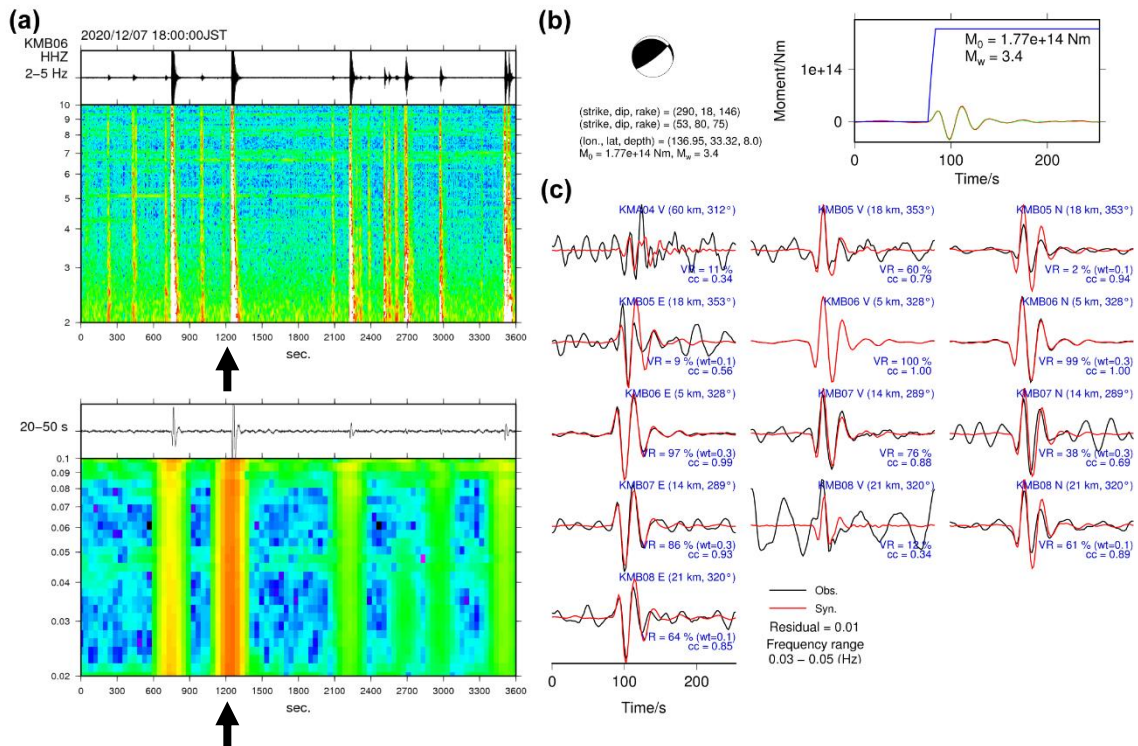 (a)
2020/12/07 18:00:00JST
KMB06
HHZ
2–5 Hz
10
9
8
7
6
5
4
3
2
0 300 600 900 1200 1500 1800 2100 2400 2700 3000 3300 3600
sec.
20–50 s
0.1
0.09
0.08
0.07
0.06
0.05
0.04
0.03
0.02
0 300 600 900 1200 1500 1800 2100 2400 2700 3000 3300 3600
sec.
(b)
(strike, dip, rake) = (290, 18, 146)
(strike, dip, rake) = (53, 80, 75)
(lon., lat, depth) = (136.95, 33.32, 8.0)
M0 = 1.77e+14 Nm, Mw = 3.4
Moment/Nm
1e+14
0
M0 = 1.77e+14 Nm
Mw = 3.4
0 100 200
Time/s
(c)
KMA04 V (60 km, 312°)
VR = 11 %
cc = 0.34
KMB05 V (18 km, 353°)
VR = 60 %
cc = 0.79
KMB05 N (18 km, 353°)
VR = 2 % (wt=0.1)
cc = 0.94
KMB05 E (18 km, 353°)
VR = 9 % (wt=0.1)
cc = 0.56
KMB06 V (5 km, 328°)
VR = 100 %
cc = 1.00
KMB06 N (5 km, 328°)
VR = 99 % (wt=0.3)
cc = 1.00
KMB06 E (5 km, 328°)
VR = 97 % (wt=0.3)
cc = 0.99
KMB07 V (14 km, 289°)
VR = 76 %
cc = 0.88
KMB07 N (14 km, 289°)
VR = 38 % (wt=0.3)
cc = 0.69
KMB07 E (14 km, 289°)
VR = 86 % (wt=0.3)
cc = 0.93
KMB08 V (21 km, 320°)
VR = 12 %
cc = 0.34
KMB08 N (21 km, 320°)
VR = 61 % (wt=0.1)
cc = 0.89
KMB08 E (21 km, 320°)
VR = 64 % (wt=0.1)
cc = 0.85
0 100 200
Time/s
Obs.
Syn.
Residual = 0.01
Frequency range
0.03 – 0.05 (Hz)